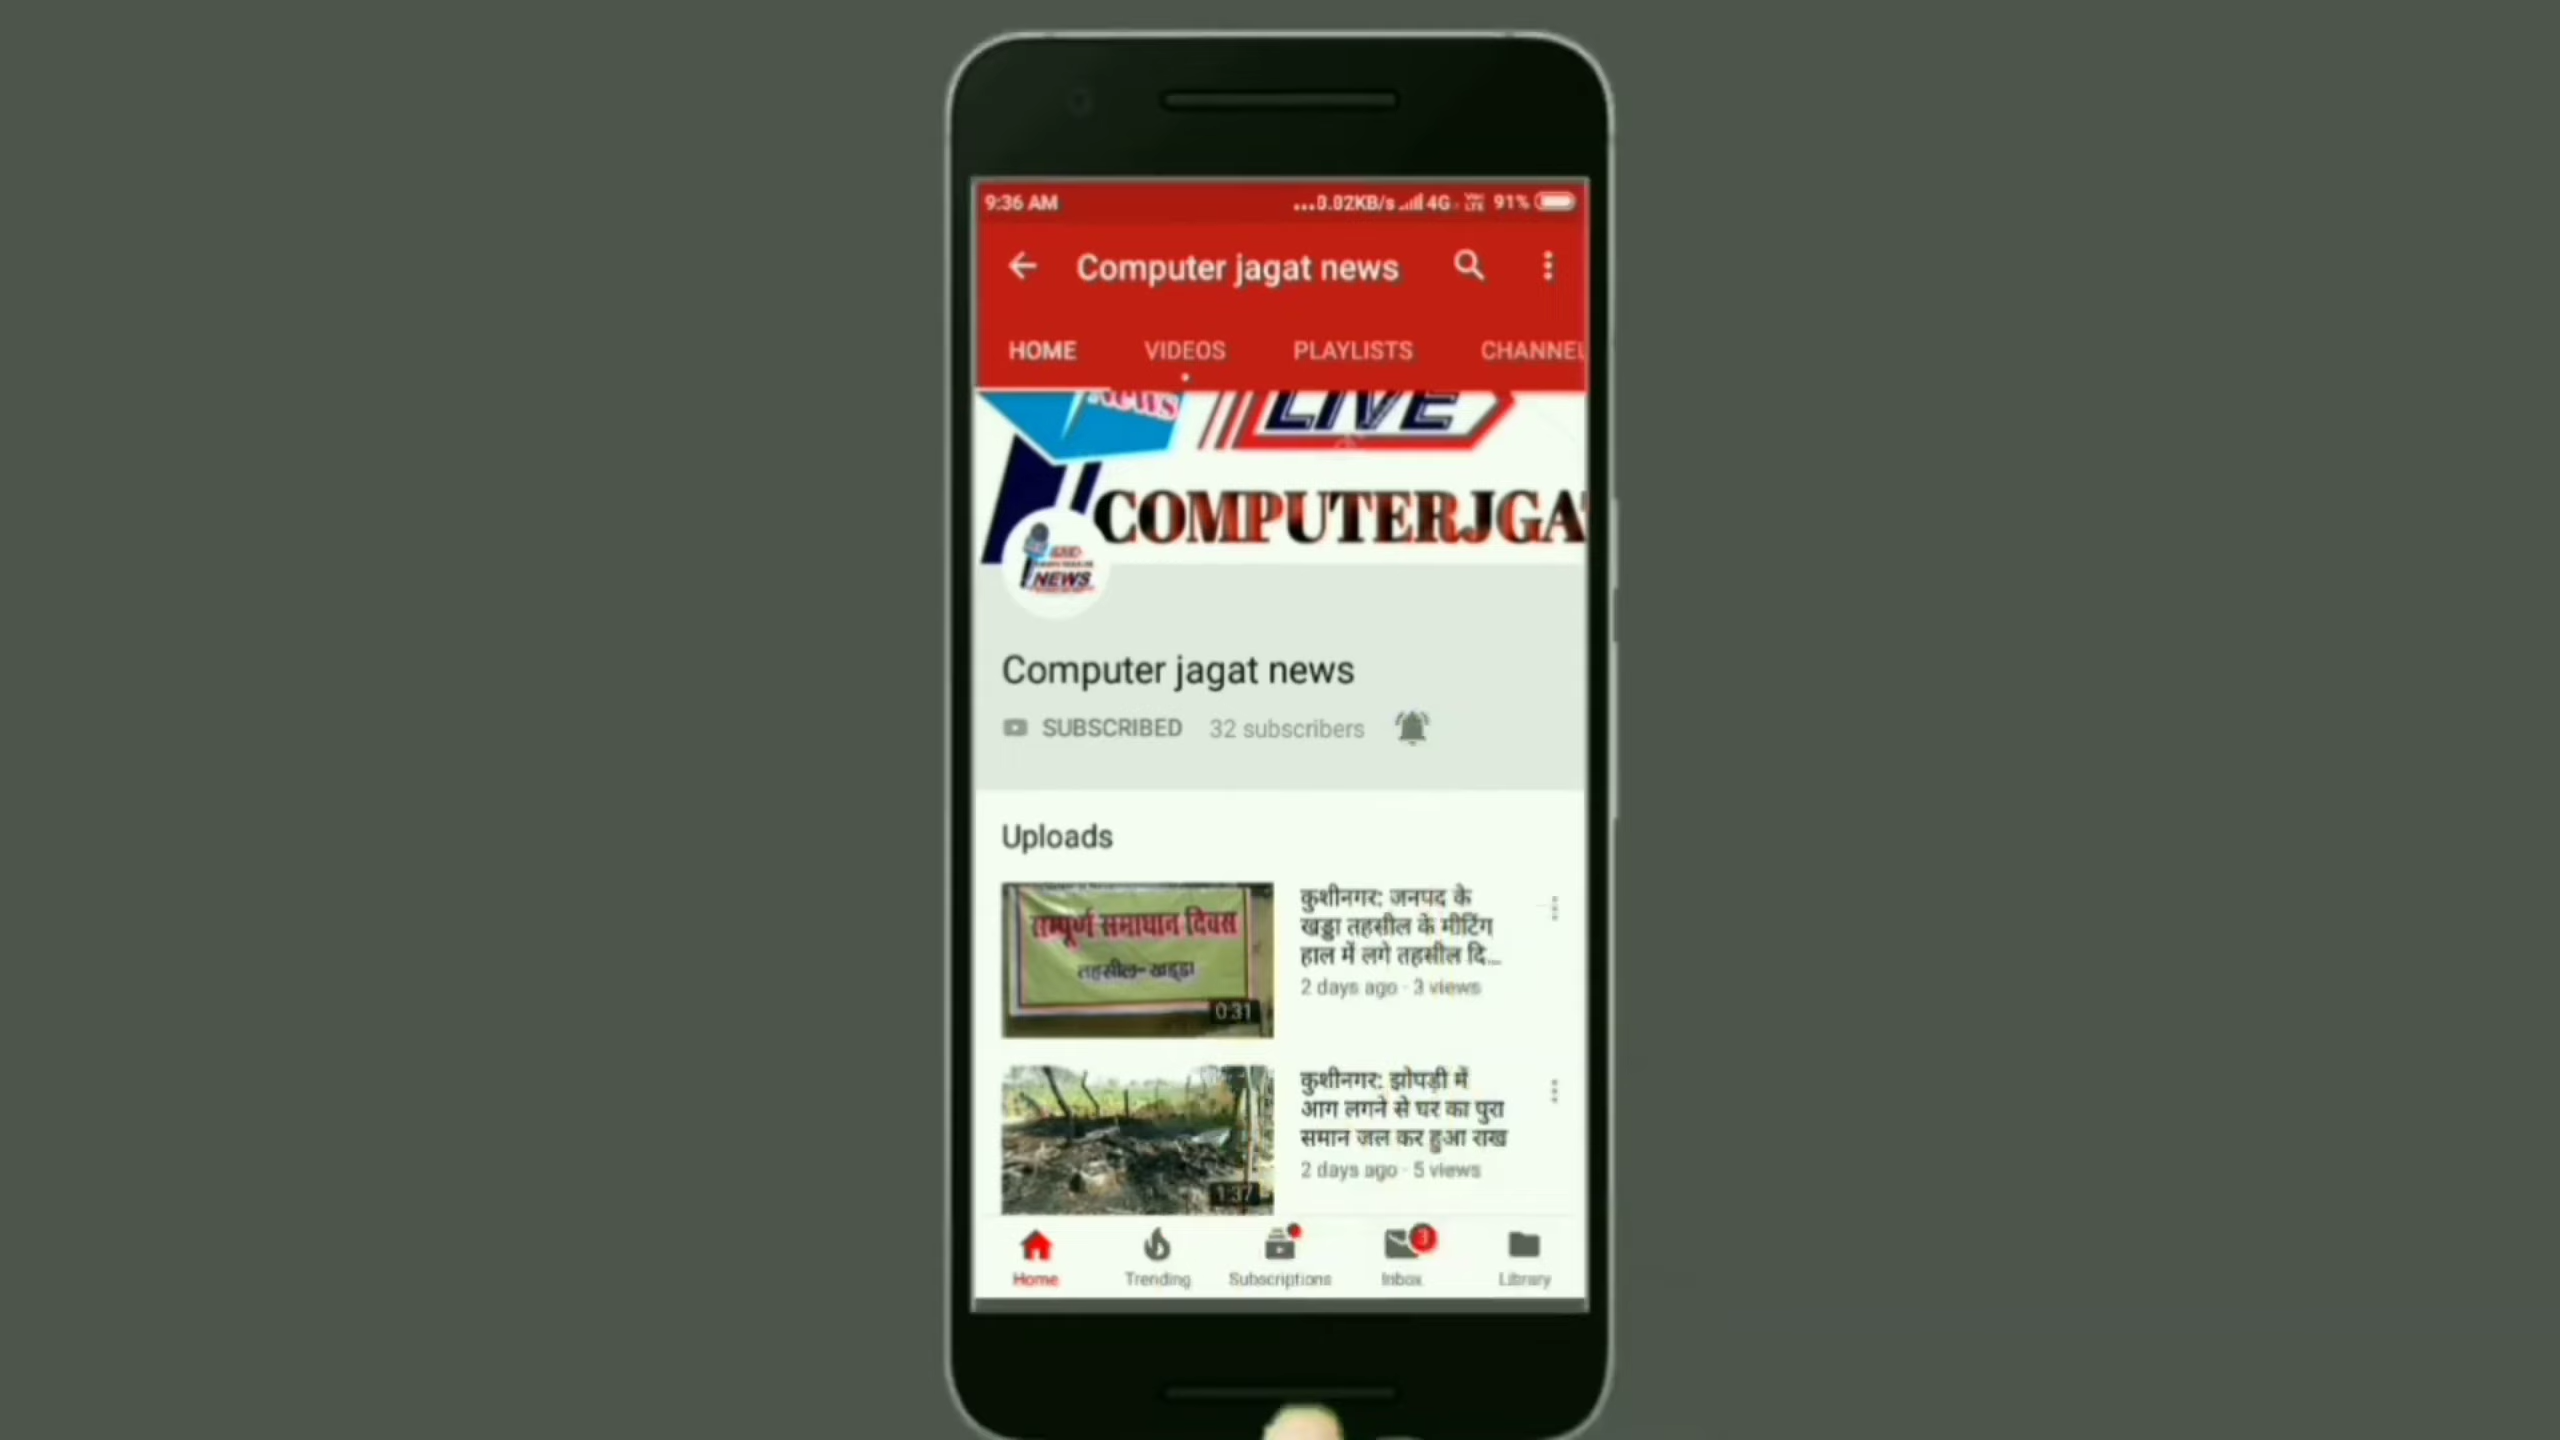 9:36 AM ...0.02KB/s 4G VoLTE 91%
Computer jagat news
HOME VIDEOS PLAYLISTS CHANNEL
News LIVE
COMPUTERJGA
NEWS
Computer jagat news
SUBSCRIBED 32 subscribers
Uploads
सम्पूर्ण समाधान दिवस
तहसील- खड्डा
0:31
कुशीनगर: जनपद के
खड्डा तहसील के मीटिंग
हाल में लगे तहसील दि...
2 days ago · 3 views
1:37
कुशीनगर: झोपड़ी में
आग लगने से घर का पुरा
समान जल कर हुआ राख
2 days ago · 5 views
3
Home Trending Subscriptions Inbox Library